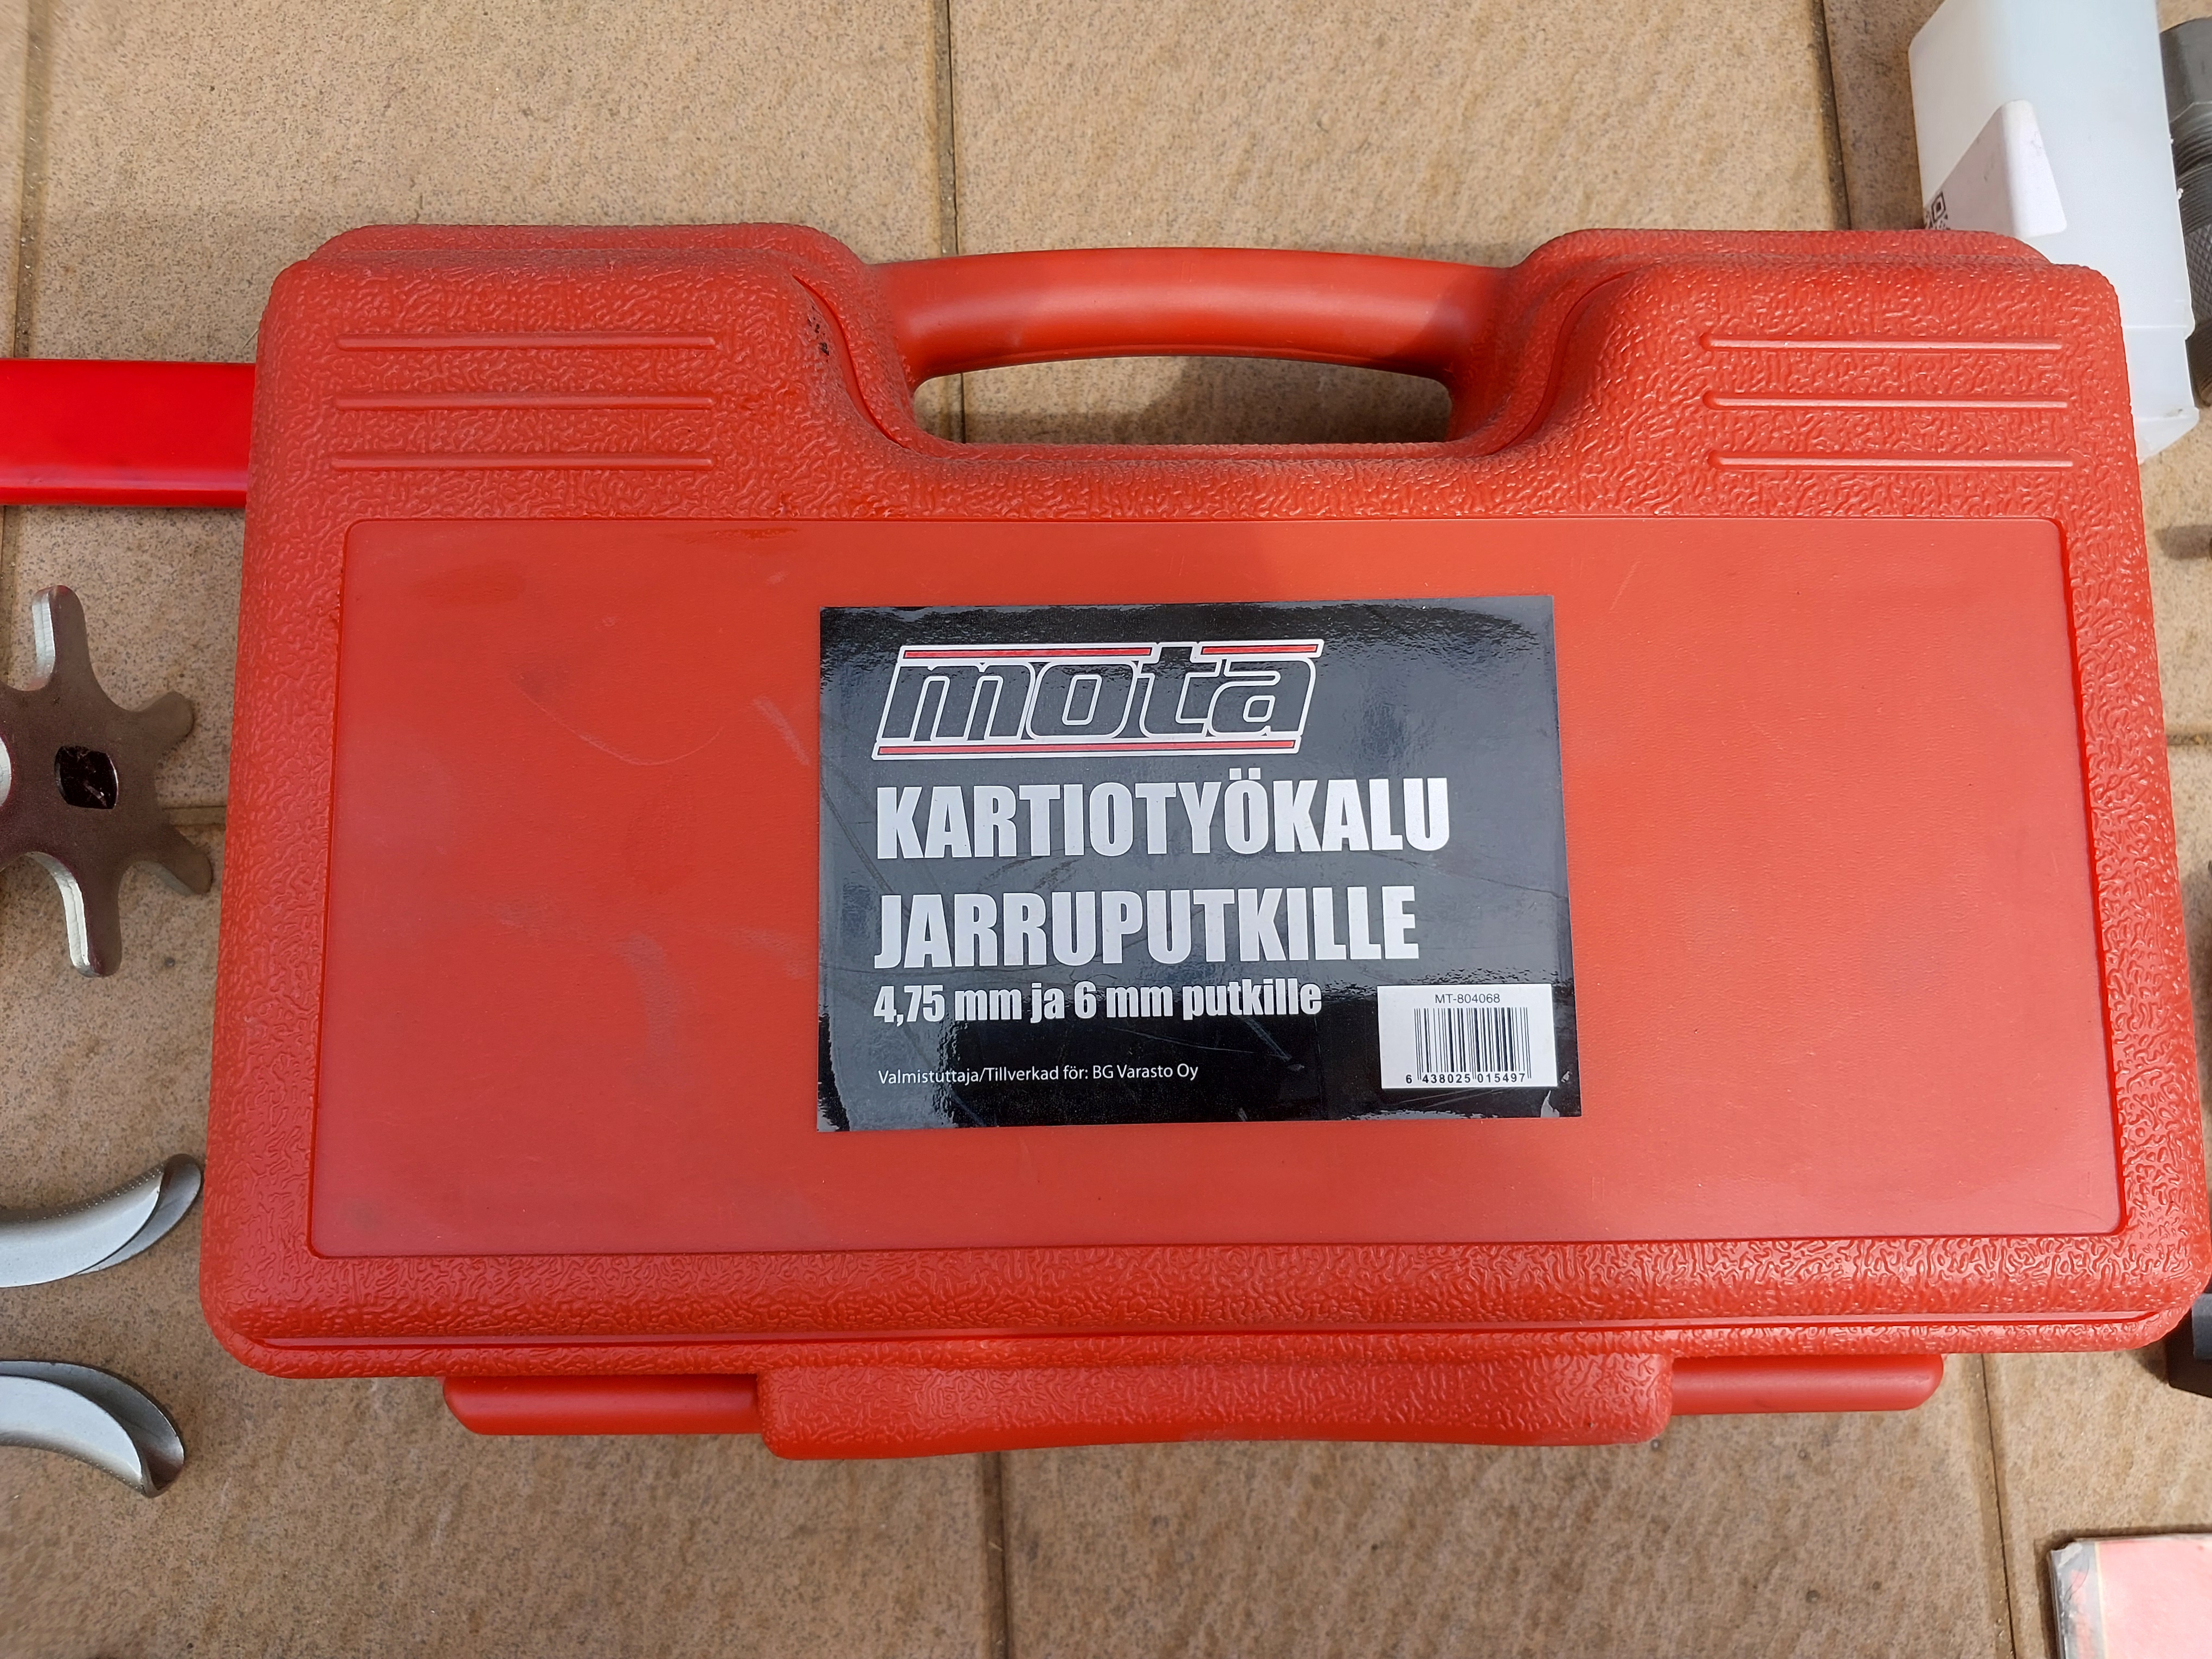 mota
KARTIOTYÖKALU
JARRUPUTKILLE
4,75 mm ja 6 mm putkille
Valmistuttaja/Tillverkad för: BG Varasto Oy
MT-804068
6 438025 015497